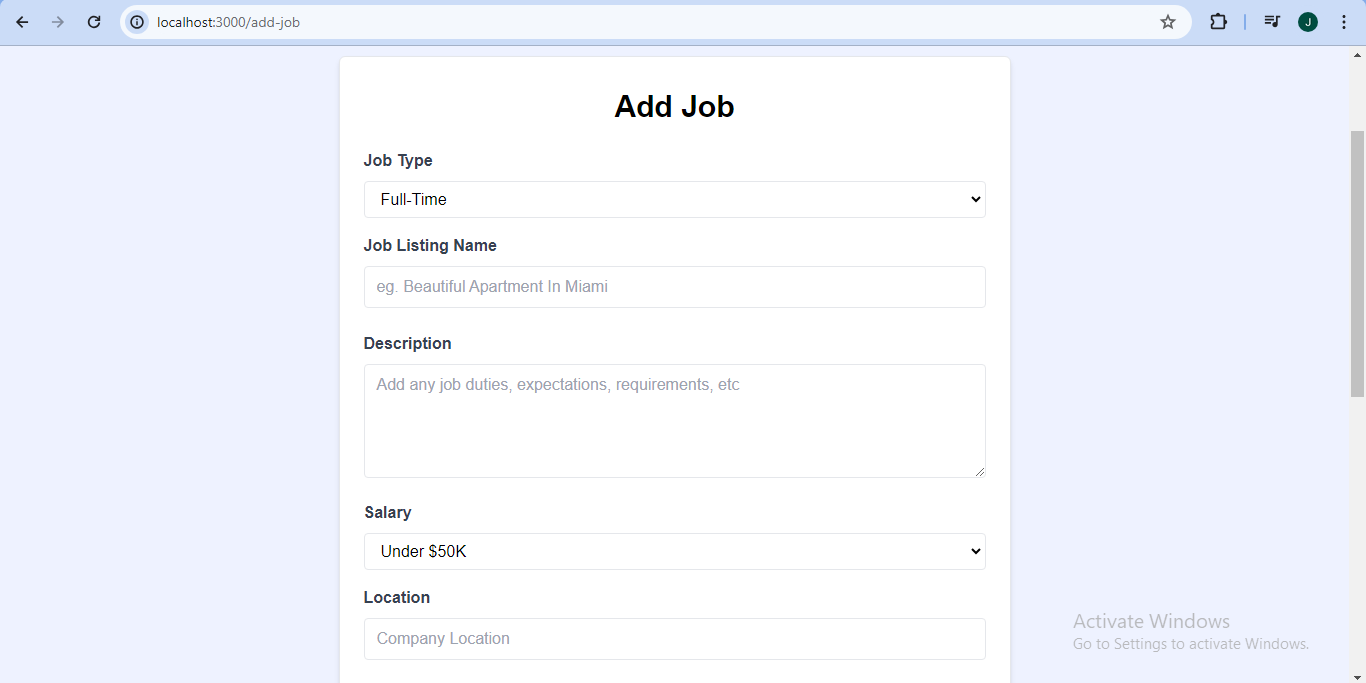 localhost:3000/add-job
J
Add Job
Job Type
Full-Time
Job Listing Name
eg. Beautiful Apartment In Miami
Description
Add any job duties, expectations, requirements, etc
Salary
Under $50K
Location
Company Location
Activate Windows
Go to Settings to activate Windows.